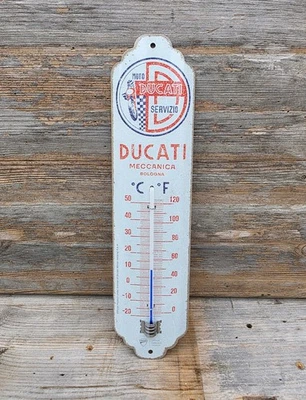 MOTO
DUCATI
SERVIZIO
DUCATI
MECCANICA
BOLOGNA
°C °F
50 120
40 100
30 80
20 60
10 40
0 20
-10 0
-20